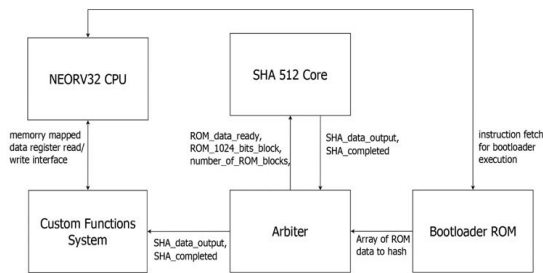 NEORV32 CPU
SHA 512 Core
memorry mapped
data register read/
write interface
ROM_data_ready,
ROM_1024_bits_block,
number_of_ROM_blocks,
SHA_data_output,
SHA_completed
instruction fetch
for bootloader
execution
Custom Functions
System
SHA_data_output,
SHA_completed
Arbiter
Array of ROM
data to hash
Bootloader ROM